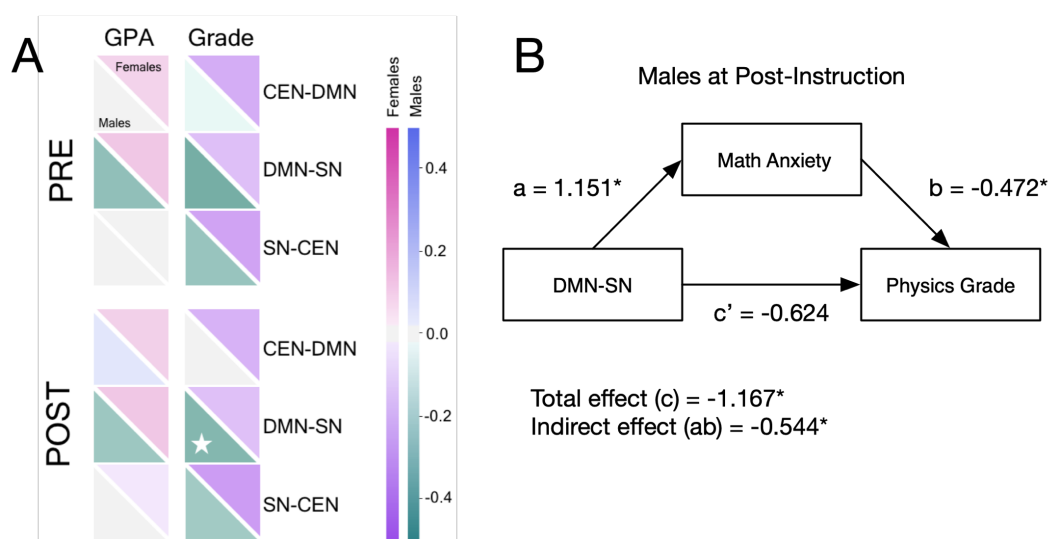 A
GPA Grade
Females
Males
CEN-DMN
DMN-SN
SN-CEN
PRE
CEN-DMN
DMN-SN
SN-CEN
POST
Females
Males
0.4
0.2
0.0
-0.2
-0.4
B
Males at Post-Instruction
Math Anxiety
a = 1.151*
b = -0.472*
DMN-SN
Physics Grade
c' = -0.624
Total effect (c) = -1.167*
Indirect effect (ab) = -0.544*